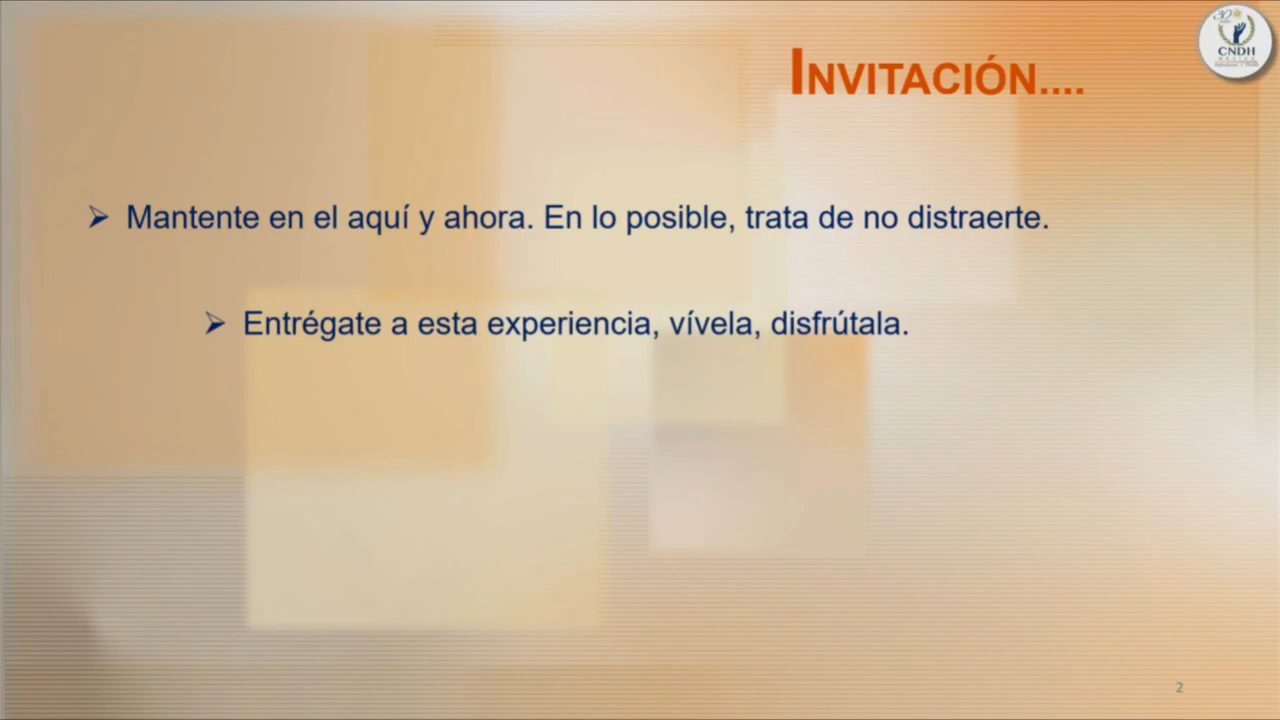 INVITACIÓN....
CNDH
MÉXICO
➢ Mantente en el aquí y ahora. En lo posible, trata de no distraerte.
➢ Entrégate a esta experiencia, vívela, disfrútala.
2